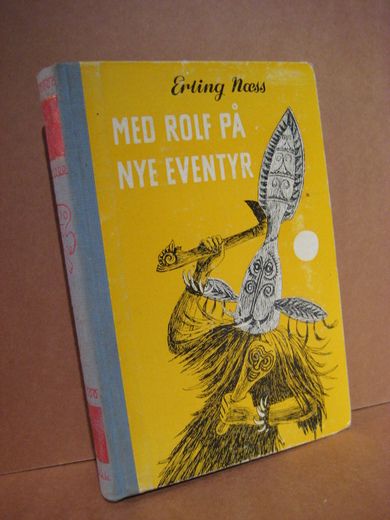 Erling Næss
MED ROLF PÅ
NYE EVENTYR